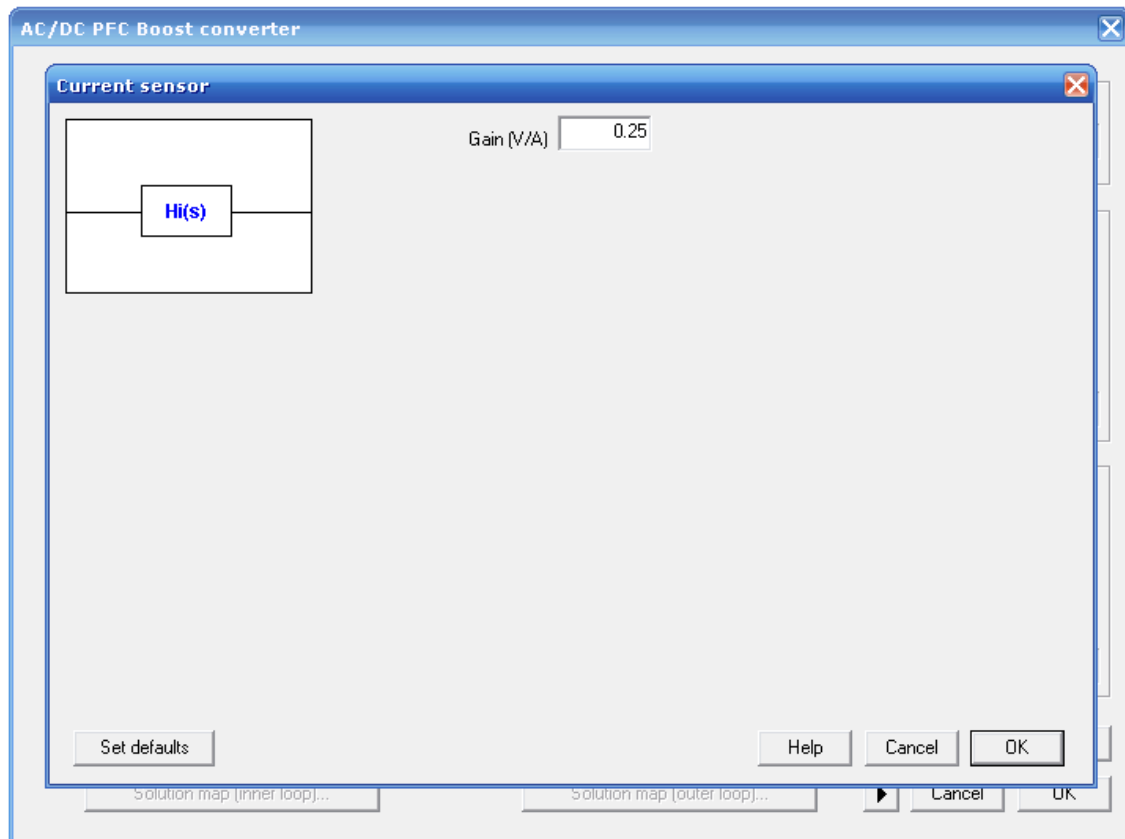 AC/DC PFC Boost converter
Current sensor
Gain (V/A) 0.25
Hi(s)
Set defaults Help Cancel OK
Solution map (inner loop)... Solution map (outer loop)... Cancel OK